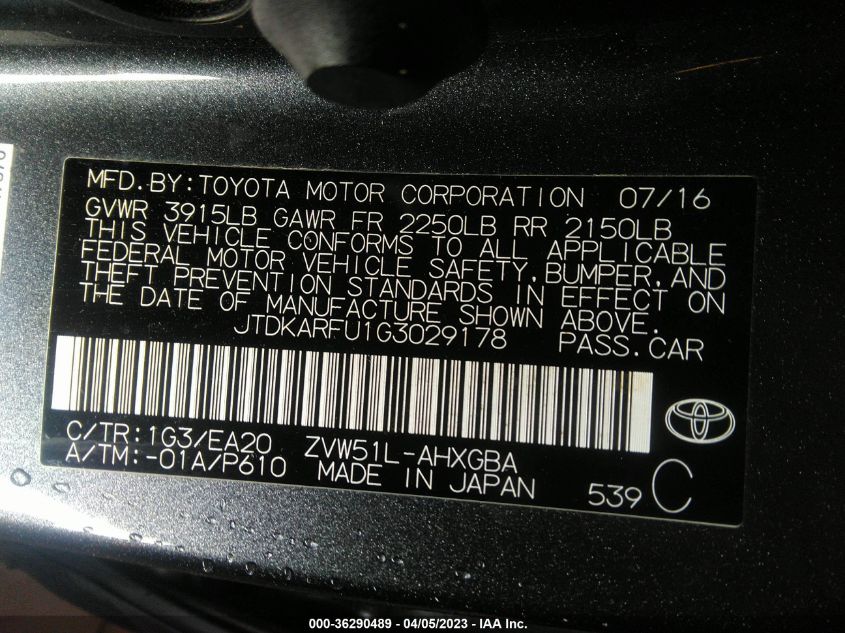 MFD.BY:TOYOTA MOTOR CORPORATION 07/16
GVWR 3915LB GAWR FR 2250LB RR 2150LB
THIS VEHICLE CONFORMS TO ALL APPLICABLE
FEDERAL MOTOR VEHICLE SAFETY,BUMPER,AND
THEFT PREVENTION STANDARDS IN EFFECT ON
THE DATE OF MANUFACTURE SHOWN ABOVE.
JTDKARFU1G3029178 PASS.CAR
C/TR:1G3/EA20 ZVW51L-AHXGBA
A/TM:-01A/P610 MADE IN JAPAN 539 C
000-36290489 - 04/05/2023 - IAA Inc.